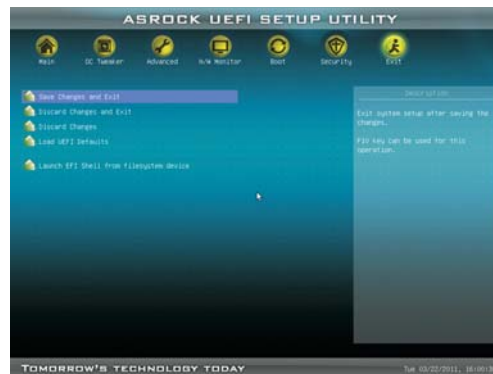 ASROCK UEFI SETUP UTILITY
Main OC Tweaker Advanced H/W Monitor Boot Security Exit
Save Changes and Exit
Discard Changes and Exit
Discard Changes
Load UEFI Defaults
Launch EFI Shell from filesystem device
Description
Exit system setup after saving the
changes.
F10 key can be used for this
operation.
TOMORROW'S TECHNOLOGY TODAY
Tue 03/22/2011,